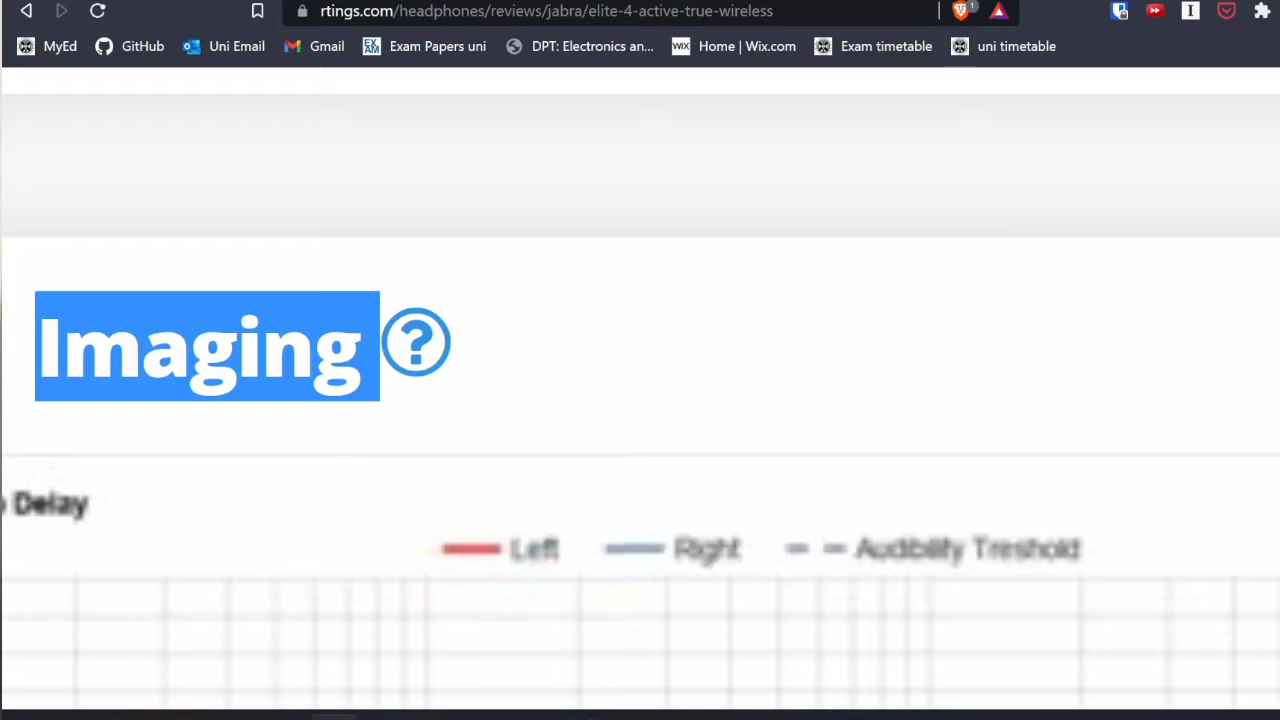 rtings.com/headphones/reviews/jabra/elite-4-active-true-wireless
1
MyEd GitHub Uni Email Gmail Exam Papers uni DPT: Electronics an... Home | Wix.com Exam timetable uni timetable
Imaging ?
Delay
Left Right Audibility Treshold